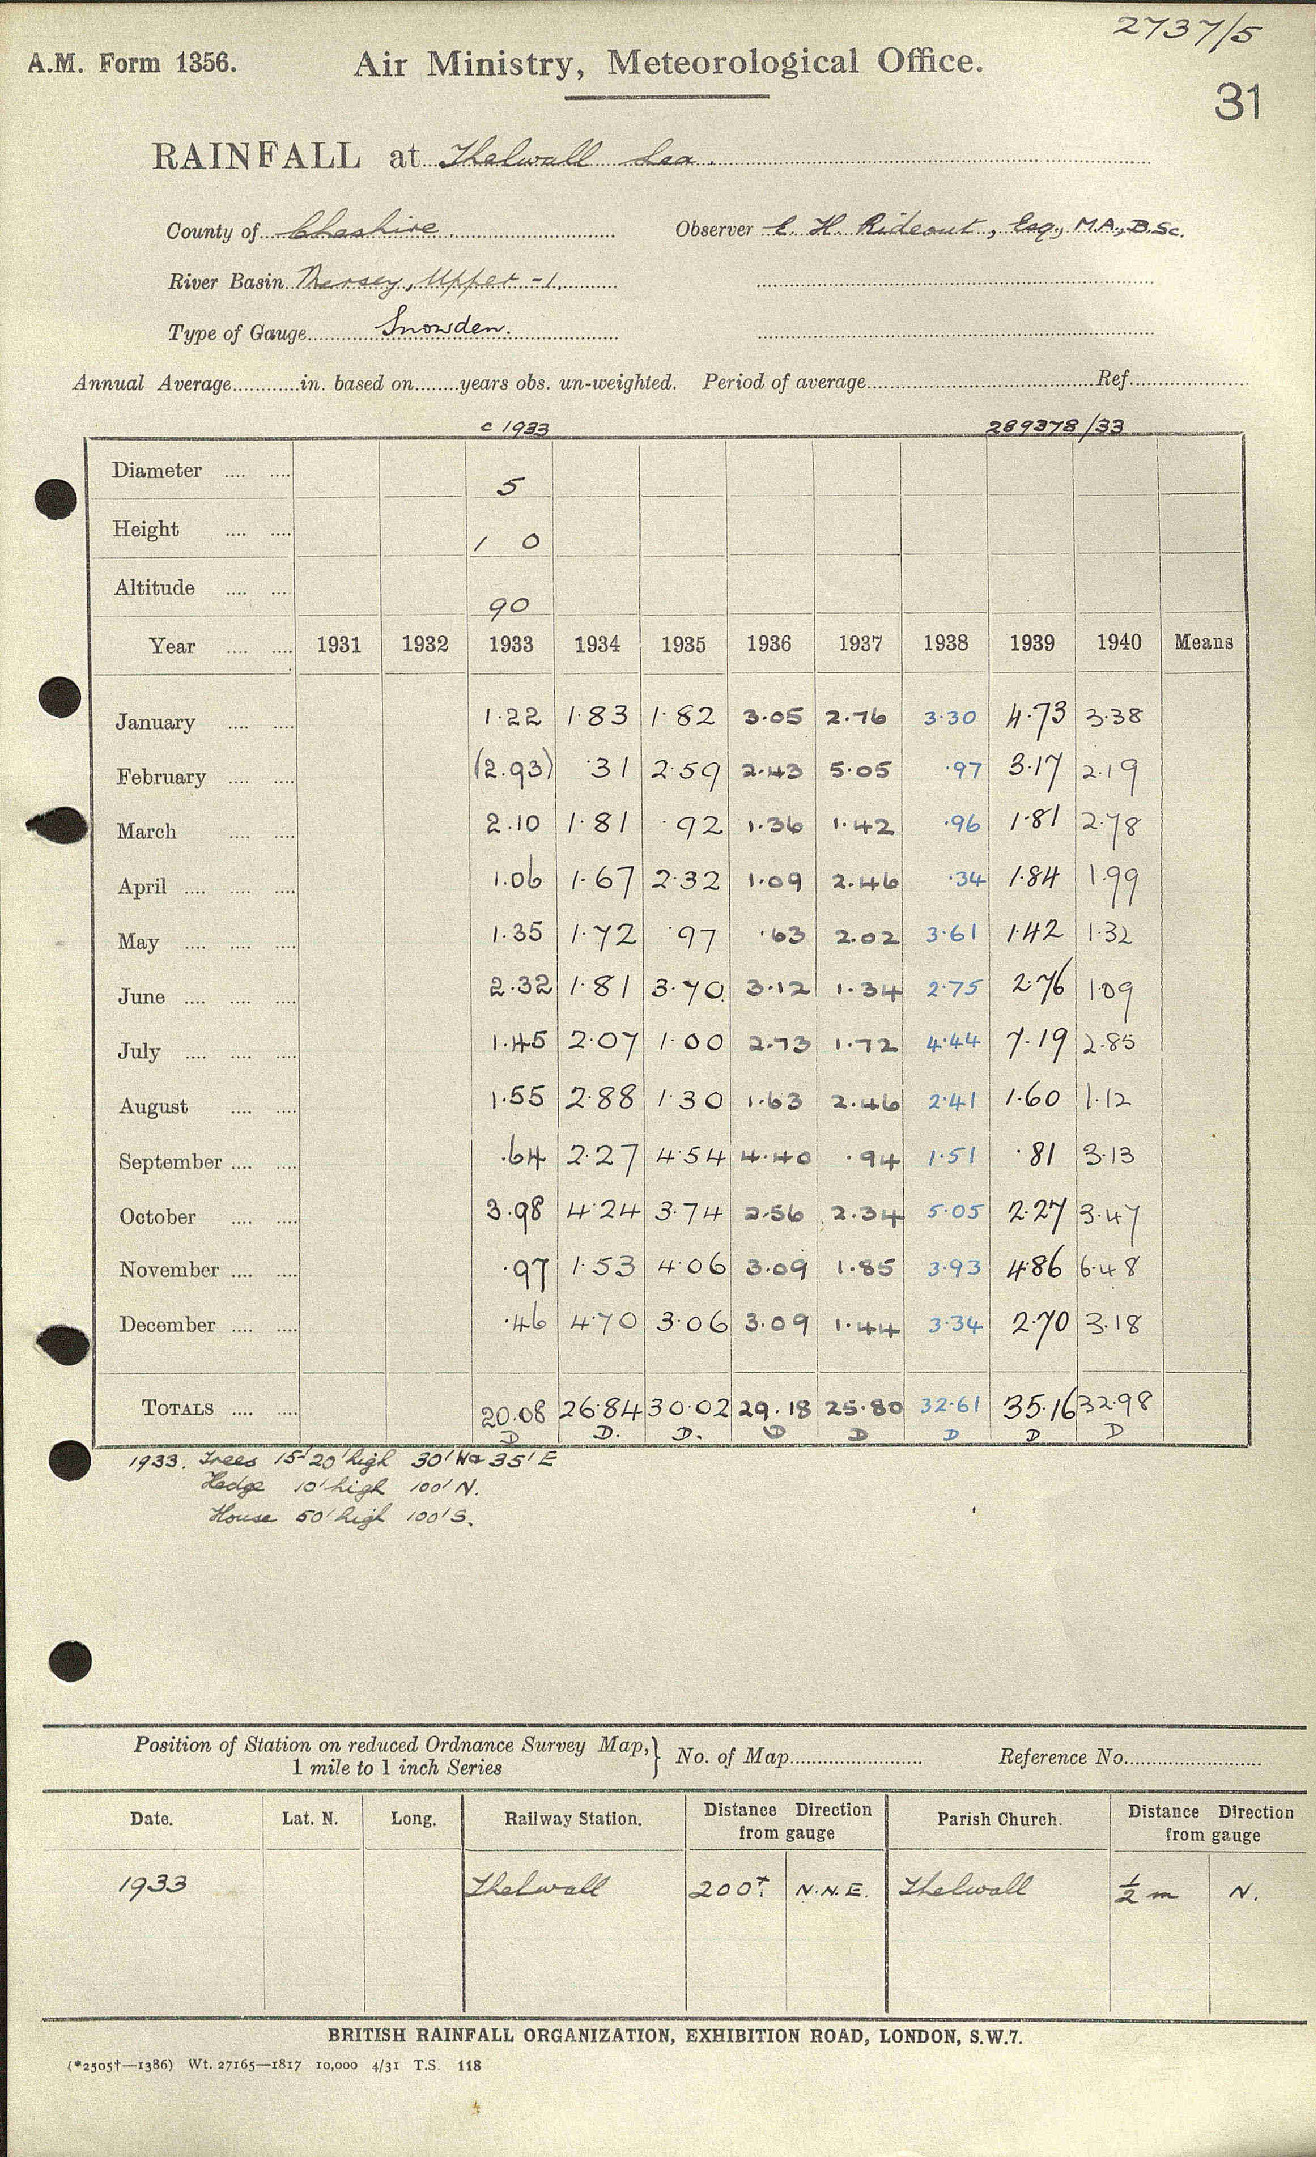 2737/5
A.M. Form 1356. Air Ministry, Meteorological Office.
31
RAINFALL at Thelwall Lea.
County of Cheshire. Observer E. H. Rideout, Esq., M.A., B.Sc.
River Basin Mersey, Upper -1.
Type of Gauge Snowden.
Annual Average in. based on years obs. un-weighted. Period of average Ref.
c 1933 289378/33
Diameter 5
Height 1 0
Altitude 90
Year 1931 1932 1933 1934 1935 1936 1937 1938 1939 1940 Means
January 1.22 1.83 1.82 3.05 2.76 3.30 4.73 3.38
February (2.93) .31 2.59 2.43 5.05 .97 3.17 2.19
March 2.10 1.81 .92 1.36 1.42 .96 1.81 2.78
April 1.06 1.67 2.32 1.09 2.46 .34 1.84 1.99
May 1.35 1.72 .97 .63 2.02 3.61 1.42 1.32
June 2.32 1.81 3.70 3.12 1.34 2.75 2.76 1.09
July 1.45 2.07 1.00 2.73 1.72 4.44 7.19 2.85
August 1.55 2.88 1.30 1.63 2.46 2.41 1.60 1.12
September .64 2.27 4.54 4.40 .94 1.51 .81 3.13
October 3.98 4.24 3.74 2.56 2.34 5.05 2.27 3.47
November .97 1.53 4.06 3.09 1.85 3.93 4.86 6.48
December .46 4.70 3.06 3.09 1.44 3.34 2.70 3.18
TOTALS 20.08 26.84 30.02 29.18 25.80 32.61 35.16 32.98
D D. D. D D D D D
1933. Trees 15'-20' high 30' W & 35' E
Hedge 10' high 100' N.
House 50' high 100' S.
Position of Station on reduced Ordnance Survey Map,} No. of Map Reference No.
1 mile to 1 inch Series
Date. Lat. N. Long. Railway Station. Distance Direction from gauge Parish Church. Distance Direction from gauge
1933 Thelwall 200+. N.N.E. Thelwall ½ m N.
BRITISH RAINFALL ORGANIZATION, EXHIBITION ROAD, LONDON, S.W.7.
(*2505†—1386) Wt. 27165—1817 10,000 4/31 T.S. 118